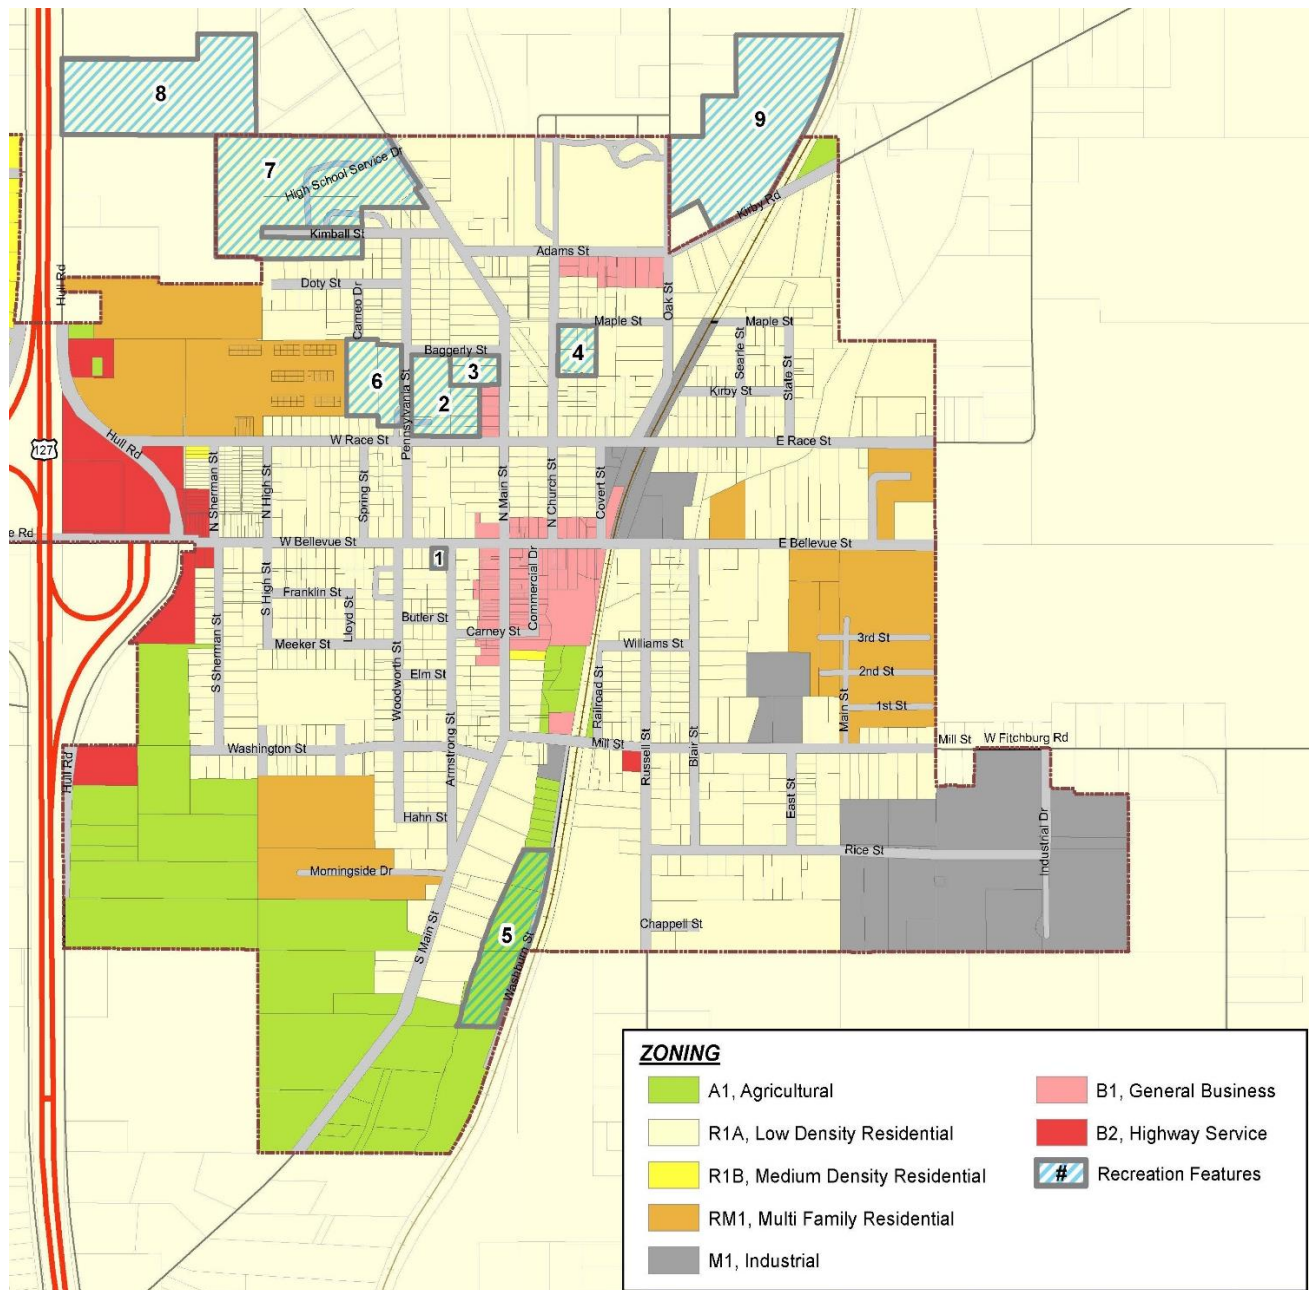 8
9
7
High School Service Dr
Kimball St
Kirby Rd
Adams St
Hull Rd
Doty St
Cameo Dr
Oak St
Maple St
Maple St
Baggerly St
4
3
6
2
Pennsylvania St
Searle St
State St
Kirby St
W Race St
E Race St
127
Hull Rd
N Sherman St
N High St
Spring St
N Main St
N Church St
Covert St
e Rd
W Bellevue St
E Bellevue St
1
Commercial Dr
S High St
Franklin St
Lloyd St
Butler St
Carney St
Meeker St
Williams St
3rd St
S Sherman St
Woodworth St
Elm St
2nd St
Railroad St
Main St
1st St
Washington St
Mill St
Mill St
W Fitchburg Rd
Armstrong St
Russell St
Blair St
Hull Rd
East St
Hahn St
Industrial Dr
Rice St
Morningside Dr
S Main St
5
Washburn St
Chappell St
ZONING
A1, Agricultural
R1A, Low Density Residential
R1B, Medium Density Residential
RM1, Multi Family Residential
M1, Industrial
B1, General Business
B2, Highway Service
# Recreation Features